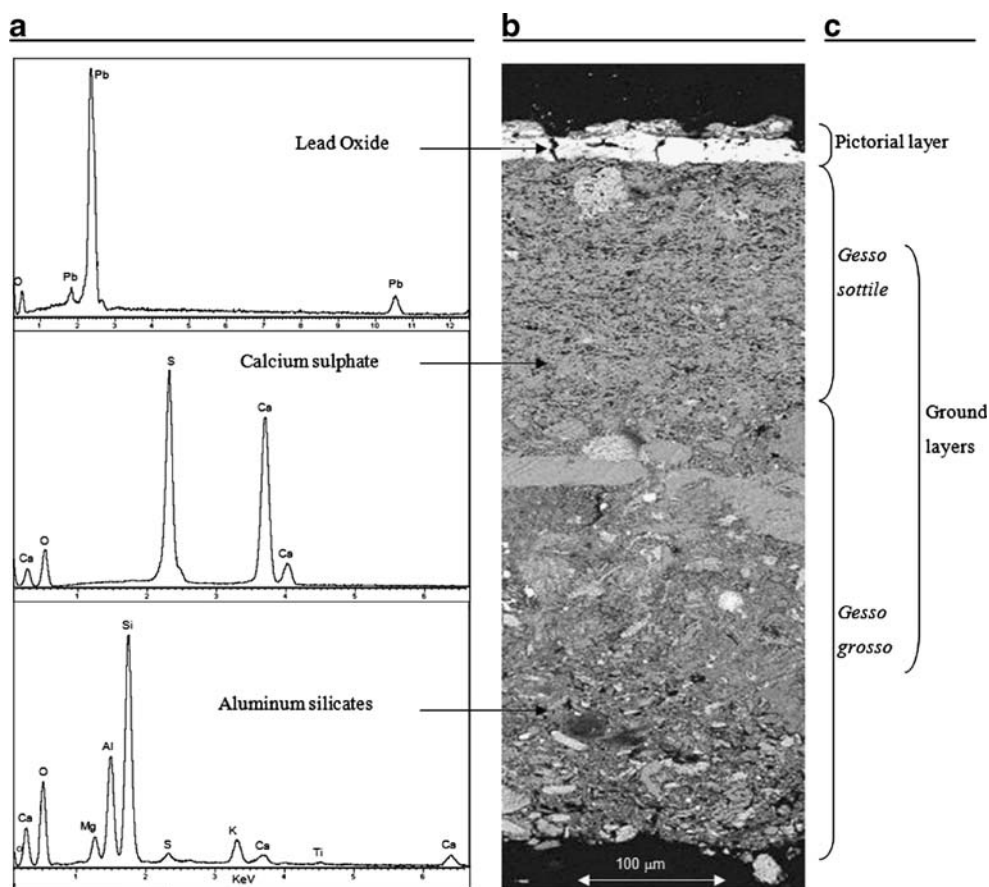 a
b
c
Pb
Lead Oxide
Pb
O
Pb
1 2 3 4 5 6 7 8 9 10 11 12
Calcium sulphate
S
Ca
Ca
O
Ca
1 2 3 4 5 6
Aluminum silicates
Si
Al
O
Ca
Mg
S
K
Ca
Ti
Ca
1 2 3 4 5 6
KeV
100 µm
Pictorial layer
Gesso
sottile
Ground
layers
Gesso
grosso